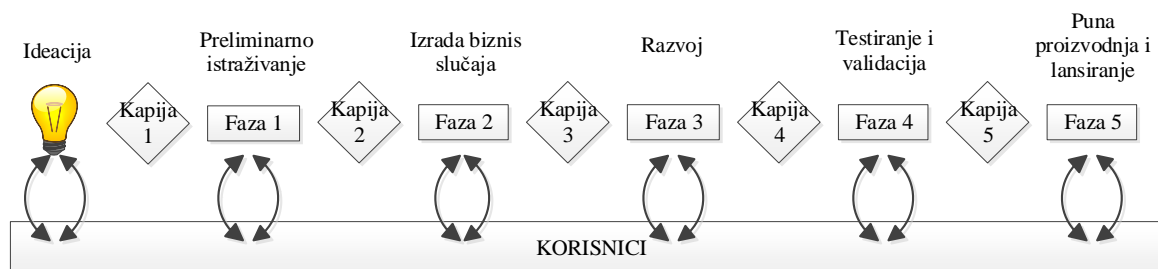 Ideacija
Preliminarno
istraživanje
Izrada biznis
slučaja
Razvoj
Testiranje i
validacija
Puna
proizvodnja i
lansiranje
Kapija
1
Faza 1
Kapija
2
Faza 2
Kapija
3
Faza 3
Kapija
4
Faza 4
Kapija
5
Faza 5
KORISNICI